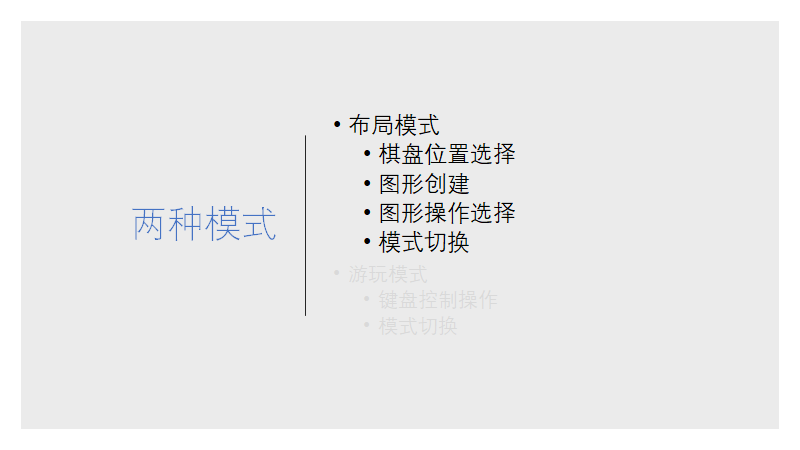 两种模式
• 布局模式
• 棋盘位置选择
• 图形创建
• 图形操作选择
• 模式切换
• 游玩模式
• 键盘控制操作
• 模式切换